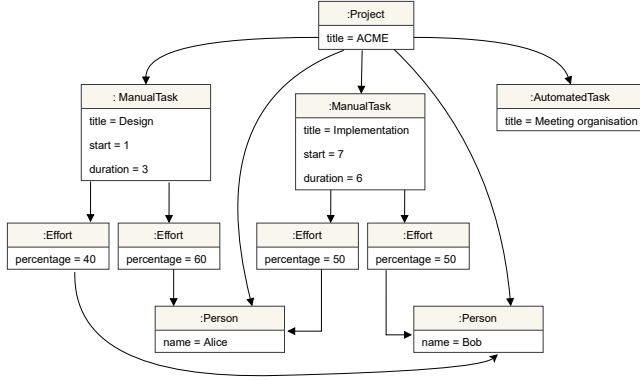 :Project
title = ACME
: ManualTask
title = Design
start = 1
duration = 3
:ManualTask
title = Implementation
start = 7
duration = 6
:AutomatedTask
title = Meeting organisation
:Effort
percentage = 40
:Effort
percentage = 60
:Effort
percentage = 50
:Effort
percentage = 50
:Person
name = Alice
:Person
name = Bob